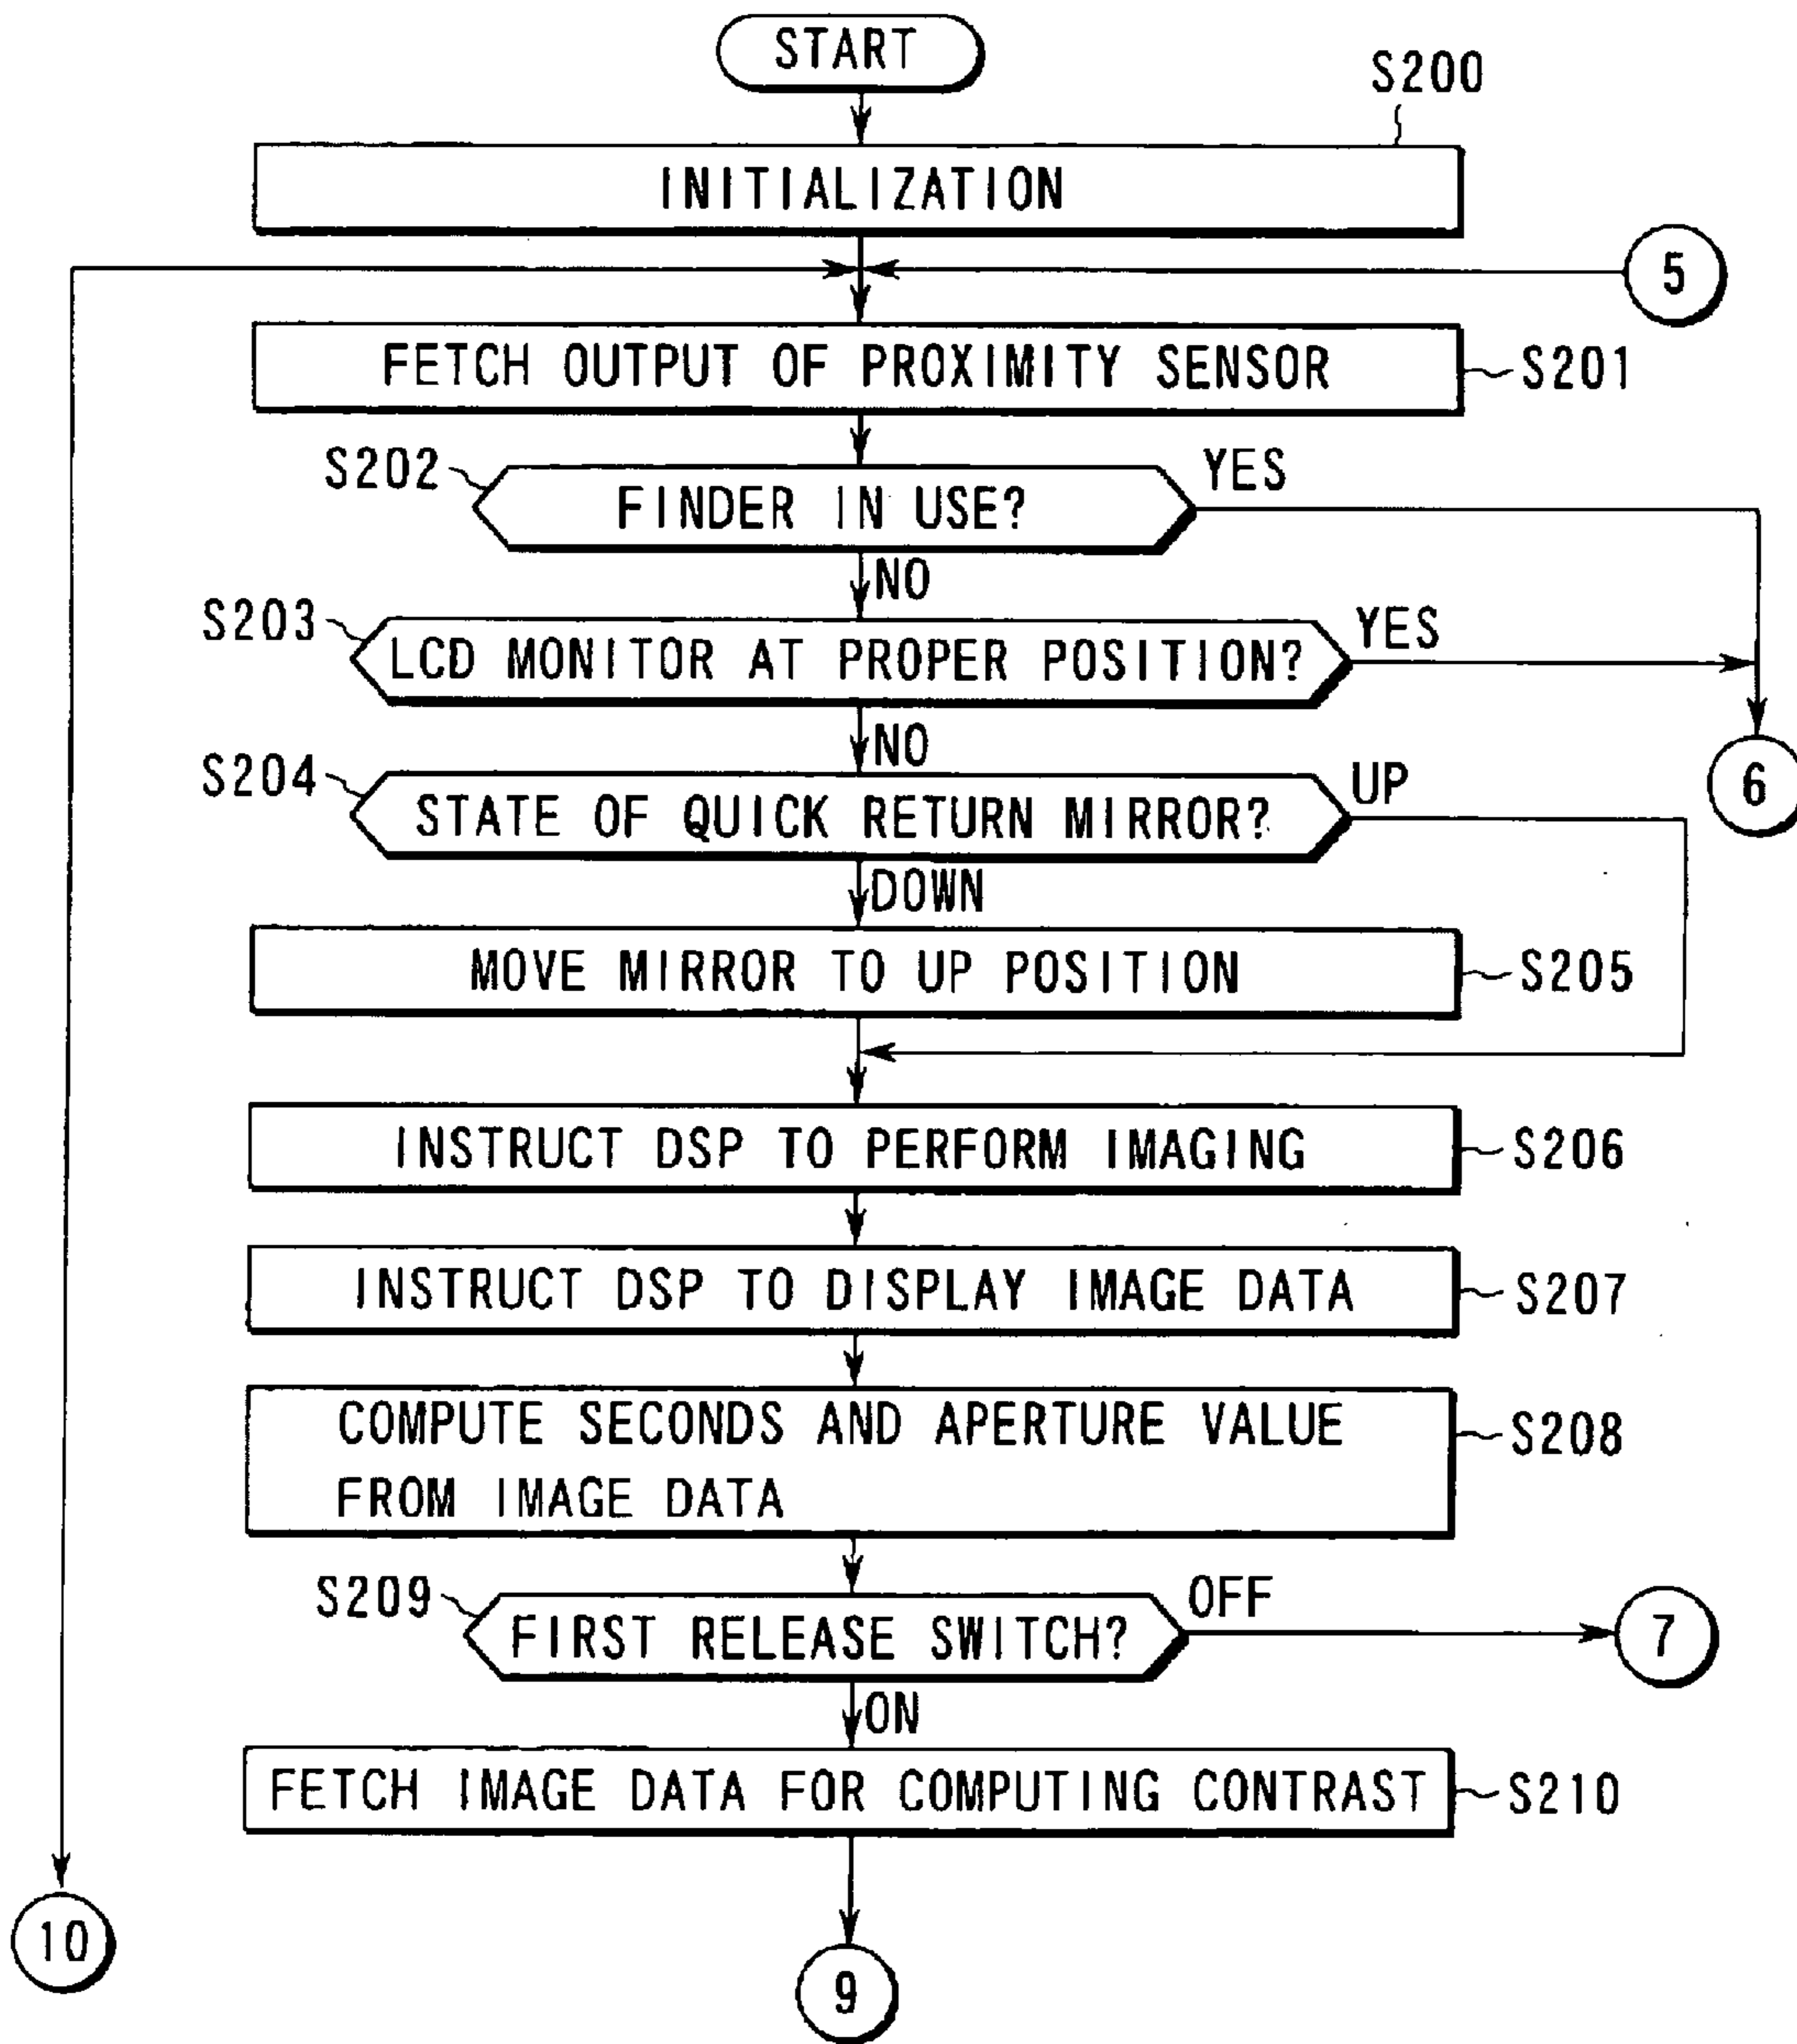 START
S200
INITIALIZATION
5
FETCH OUTPUT OF PROXIMITY SENSOR
S201
S202
FINDER IN USE?
YES
NO
S203
LCD MONITOR AT PROPER POSITION?
YES
NO
6
S204
STATE OF QUICK RETURN MIRROR?
UP
DOWN
MOVE MIRROR TO UP POSITION
S205
INSTRUCT DSP TO PERFORM IMAGING
S206
INSTRUCT DSP TO DISPLAY IMAGE DATA
S207
COMPUTE SECONDS AND APERTURE VALUE
FROM IMAGE DATA
S208
S209
FIRST RELEASE SWITCH?
OFF
7
ON
FETCH IMAGE DATA FOR COMPUTING CONTRAST
S210
10
9